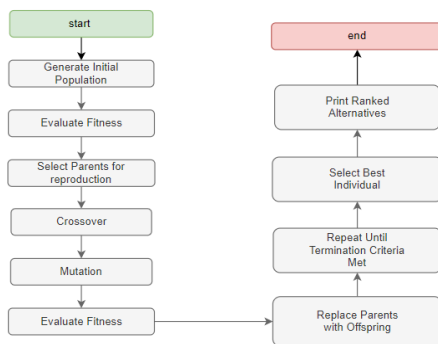 start
Generate Initial
Population
Evaluate Fitness
Select Parents for
reproduction
Crossover
Mutation
Evaluate Fitness
Replace Parents
with Offspring
Repeat Until
Termination Criteria
Met
Select Best
Individual
Print Ranked
Alternatives
end